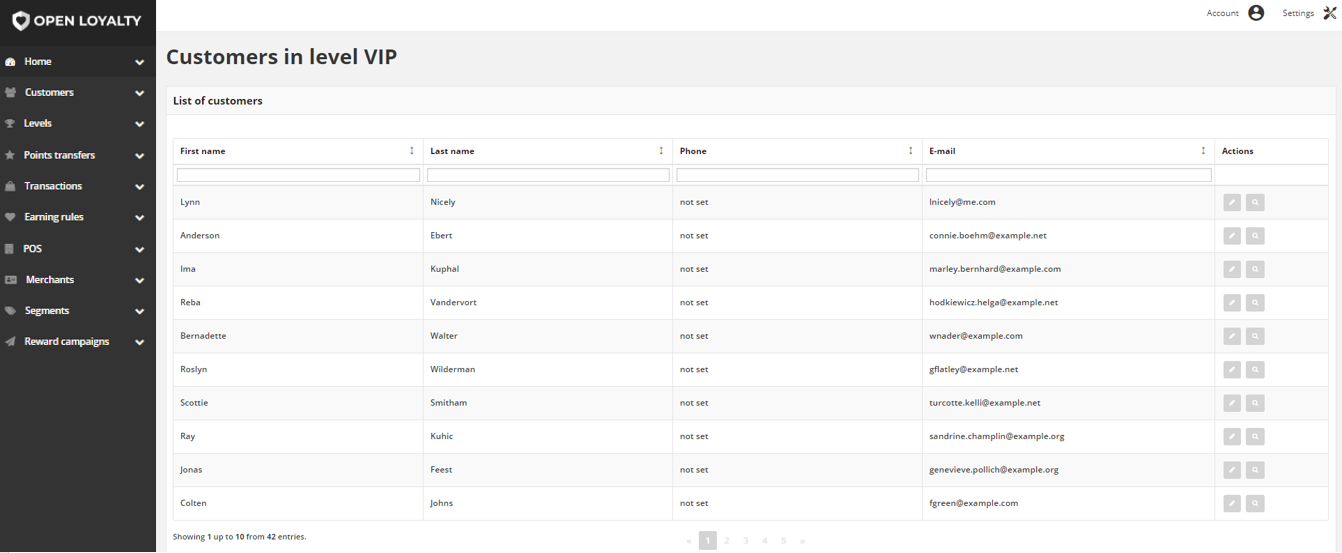 OPEN LOYALTY
Account
Settings
Home
Customers
Levels
Points transfers
Transactions
Earning rules
POS
Merchants
Segments
Reward campaigns
Customers in level VIP
List of customers
First name Last name Phone E-mail Actions
Lynn Nicely not set lnicely@me.com
Anderson Ebert not set connie.boehm@example.net
Ima Kuphal not set marley.bernhard@example.com
Reba Vandervort not set hodkiewicz.helga@example.net
Bernadette Walter not set wnader@example.com
Roslyn Wilderman not set gflatley@example.net
Scottie Smitham not set turcotte.kelli@example.net
Ray Kuhic not set sandrine.champlin@example.org
Jonas Feest not set genevieve.pollich@example.org
Colten Johns not set fgreen@example.com
Showing 1 up to 10 from 42 entries.
« 1 2 3 4 5 »